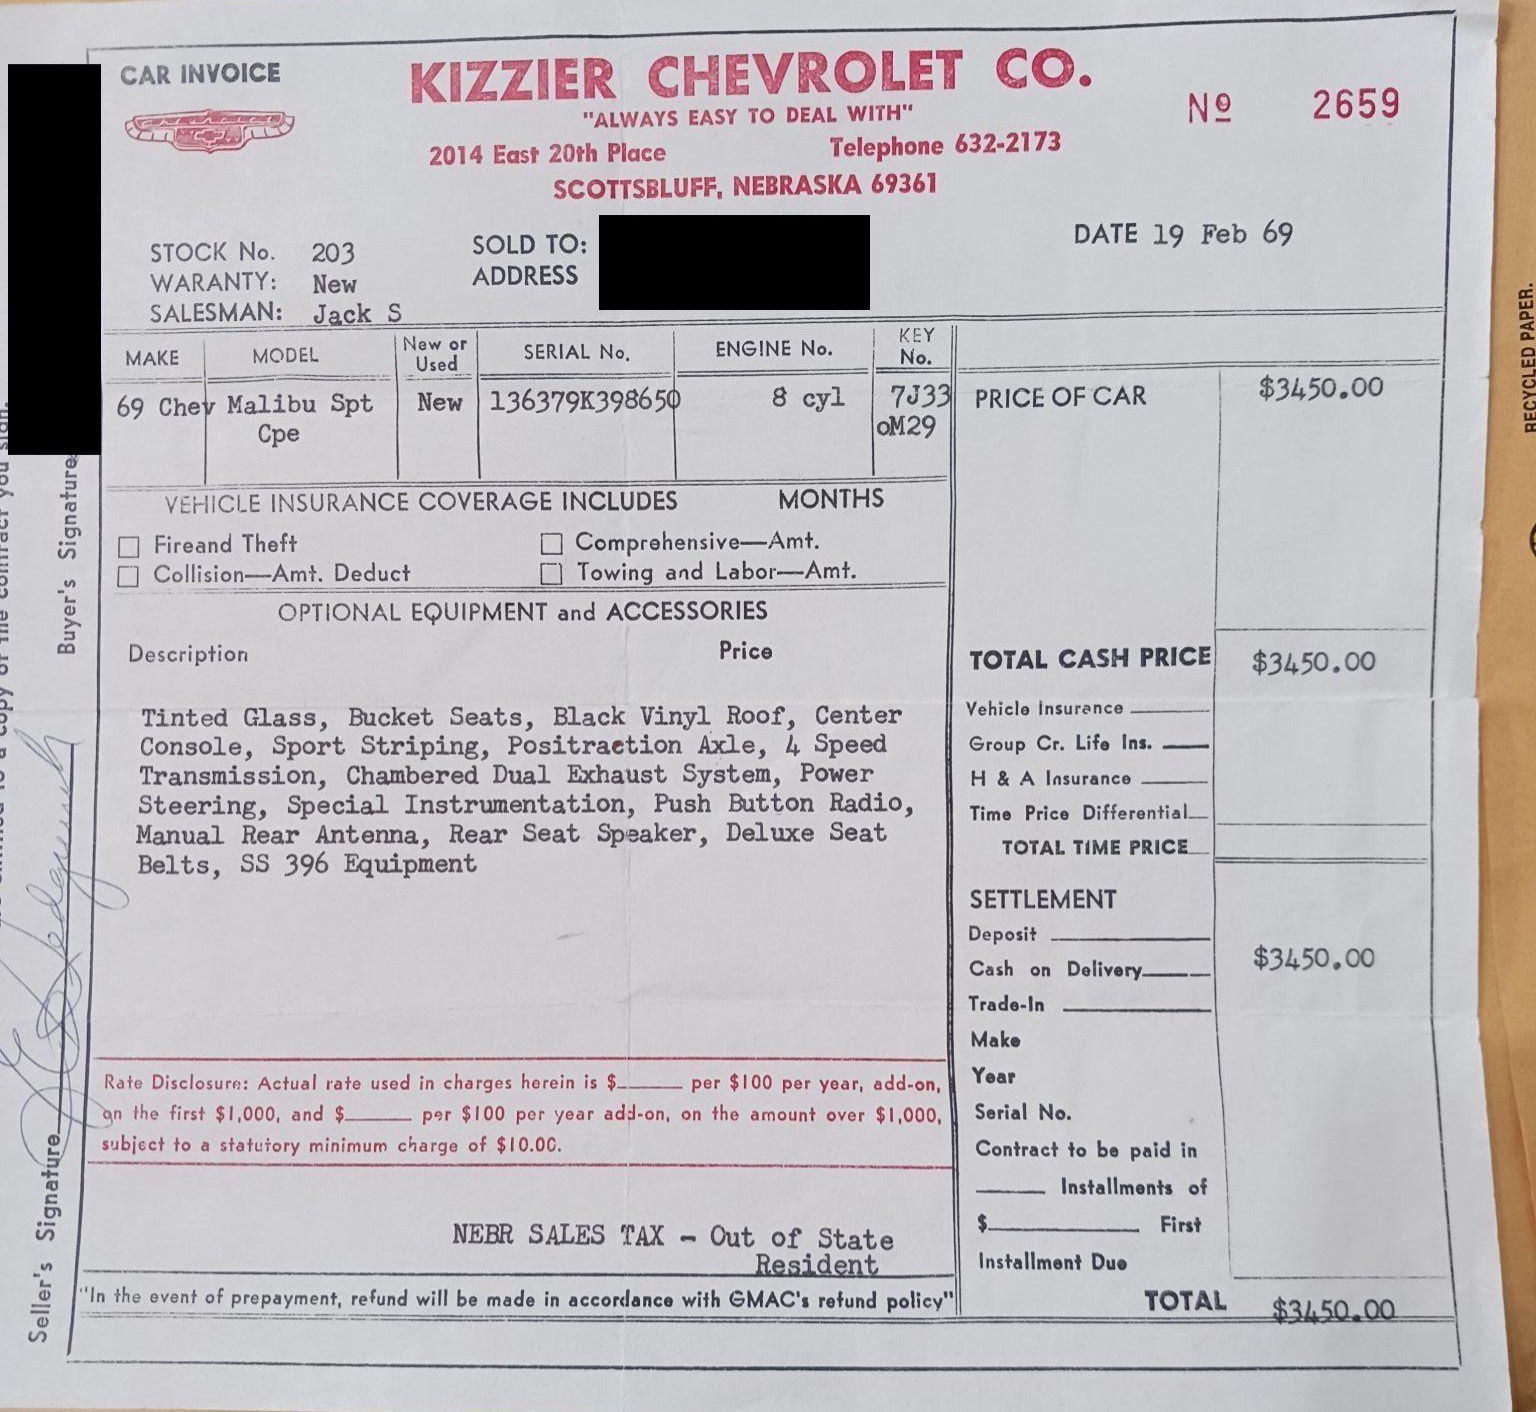 CAR INVOICE
KIZZIER CHEVROLET CO.
"ALWAYS EASY TO DEAL WITH"
2014 East 20th Place Telephone 632-2173
SCOTTSBLUFF, NEBRASKA 69361
Nº 2659
STOCK No. 203
WARANTY: New
SALESMAN: Jack S
SOLD TO:
ADDRESS
DATE 19 Feb 69
MAKE MODEL New or Used SERIAL No. ENGINE No. KEY No.
69 Chev Malibu Spt New 136379K398650 8 cyl 7J33
Cpe oM29
PRICE OF CAR $3450.00
VEHICLE INSURANCE COVERAGE INCLUDES MONTHS
Fireand Theft Comprehensive—Amt.
Collision—Amt. Deduct Towing and Labor—Amt.
OPTIONAL EQUIPMENT and ACCESSORIES
Description Price
Tinted Glass, Bucket Seats, Black Vinyl Roof, Center
Console, Sport Striping, Positraction Axle, 4 Speed
Transmission, Chambered Dual Exhaust System, Power
Steering, Special Instrumentation, Push Button Radio,
Manual Rear Antenna, Rear Seat Speaker, Deluxe Seat
Belts, SS 396 Equipment
TOTAL CASH PRICE $3450.00
Vehicle Insurance
Group Cr. Life Ins.
H & A Insurance
Time Price Differential
TOTAL TIME PRICE
SETTLEMENT
Deposit
Cash on Delivery $3450.00
Trade-In
Make
Year
Serial No.
Contract to be paid in
Installments of
$ First
Installment Due
TOTAL $3450.00
Rate Disclosure: Actual rate used in charges herein is $____ per $100 per year, add-on,
on the first $1,000, and $____ per $100 per year add-on, on the amount over $1,000,
subject to a statutory minimum charge of $10.00.
NEBR SALES TAX - Out of State
Resident
"In the event of prepayment, refund will be made in accordance with GMAC's refund policy"
Buyer's Signature
Seller's Signature
a copy of the contract you sign.
RECYCLED PAPER.